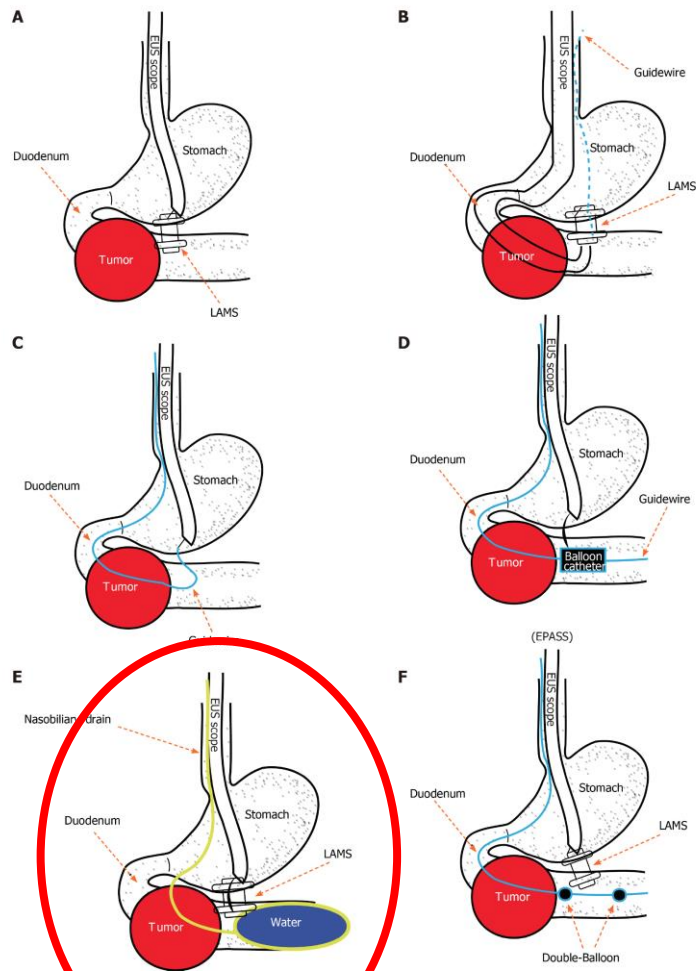 A
EUS scope
Stomach
Duodenum
Tumor
LAMS
B
EUS scope
Guidewire
Stomach
LAMS
Duodenum
Tumor
C
EUS scope
Stomach
Duodenum
Tumor
D
EUS scope
Stomach
Duodenum
Guidewire
Tumor
Balloon
catheter
(EPASS)
E
EUS scope
drain
Stomach
LAMS
Duodenum
Tumor
Water
F
EUS scope
Stomach
Duodenum
LAMS
Tumor
Double-Balloon